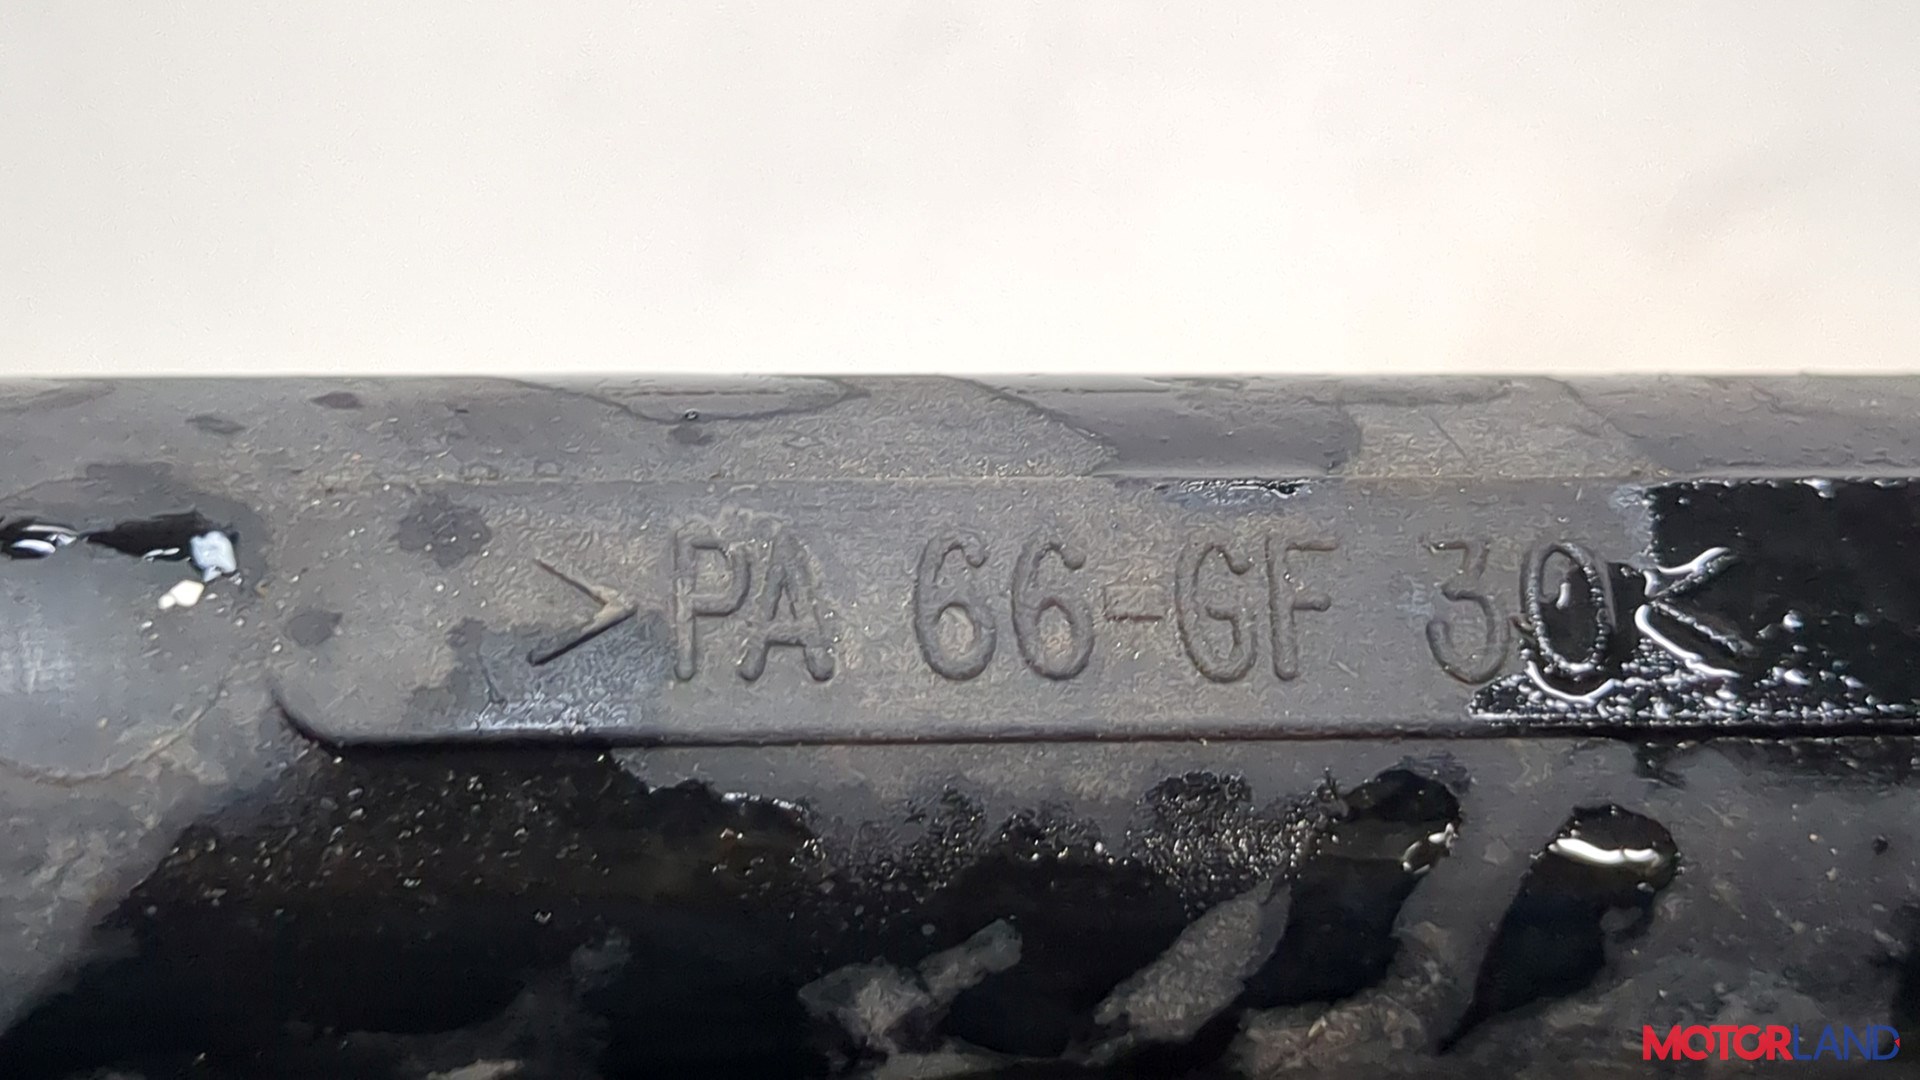 >PA 66-GF 30<
MOTORLAND